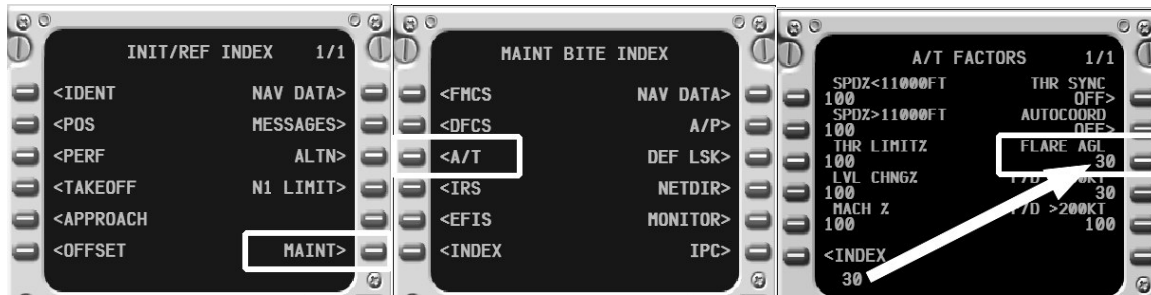 INIT/REF INDEX 1/1
<IDENT NAV DATA>
<POS MESSAGES>
<PERF ALTN>
<TAKEOFF N1 LIMIT>
<APPROACH
<OFFSET MAINT>
MAINT BITE INDEX
<FMCS NAV DATA>
<DFCS A/P>
<A/T DEF LSK>
<IRS NETDIR>
<EFIS MONITOR>
<INDEX IPC>
A/T FACTORS 1/1
SPD%<11000FT THR SYNC
100 OFF>
SPD%>11000FT AUTOCOORD
100 OFF>
THR LIMIT% FLARE AGL
100 30
LVL CHNG%
100 30
MACH % >200KT
100 100
<INDEX
30